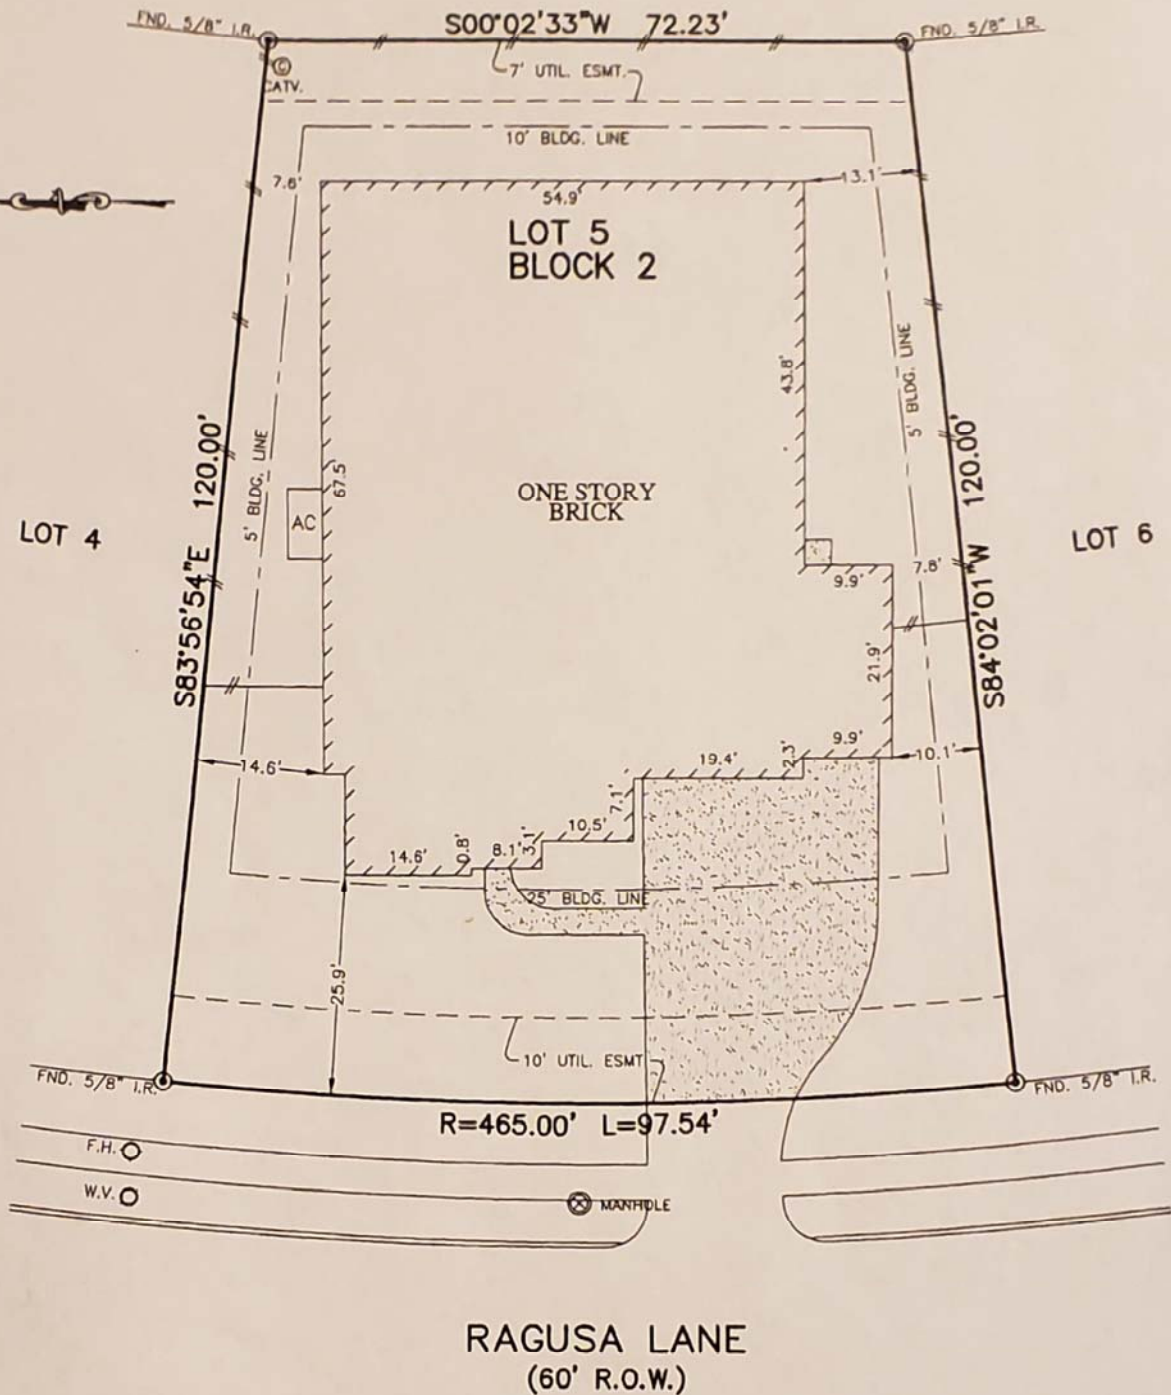 FND. 5/8" I.R.
S00°02'33"W 72.23'
FND. 5/8" I.R.
C
CATV.
7' UTIL. ESMT.
10' BLDG. LINE
7.6'
13.1'
54.9'
LOT 5
BLOCK 2
5' BLDG. LINE
43.8'
S83°56'54"E 120.00'
5' BLDG. LINE
67.5'
AC
ONE STORY
BRICK
S84°02'01"W 120.00'
LOT 4
LOT 6
9.9'
7.8'
21.9'
14.6'
19.4'
2.3'
9.9'
10.1'
7.1'
10.5'
14.6'
0.8'
8.1'
3.1'
25' BLDG. LINE
25.9'
10' UTIL. ESMT
FND. 5/8" I.R.
FND. 5/8" I.R.
R=465.00' L=97.54'
F.H.
W.V.
MANHOLE
RAGUSA LANE
(60' R.O.W.)